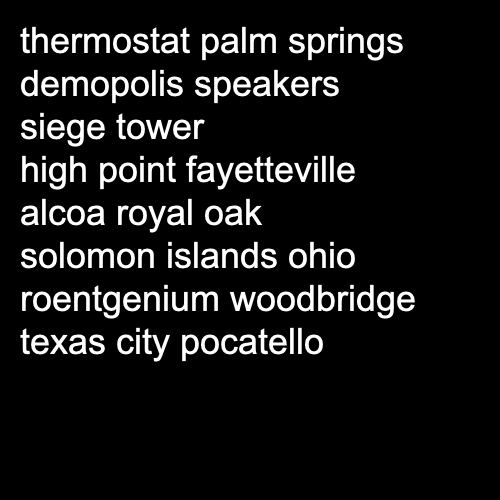 thermostat palm springs
demopolis speakers
siege tower
high point fayetteville
alcoa royal oak
solomon islands ohio
roentgenium woodbridge
texas city pocatello